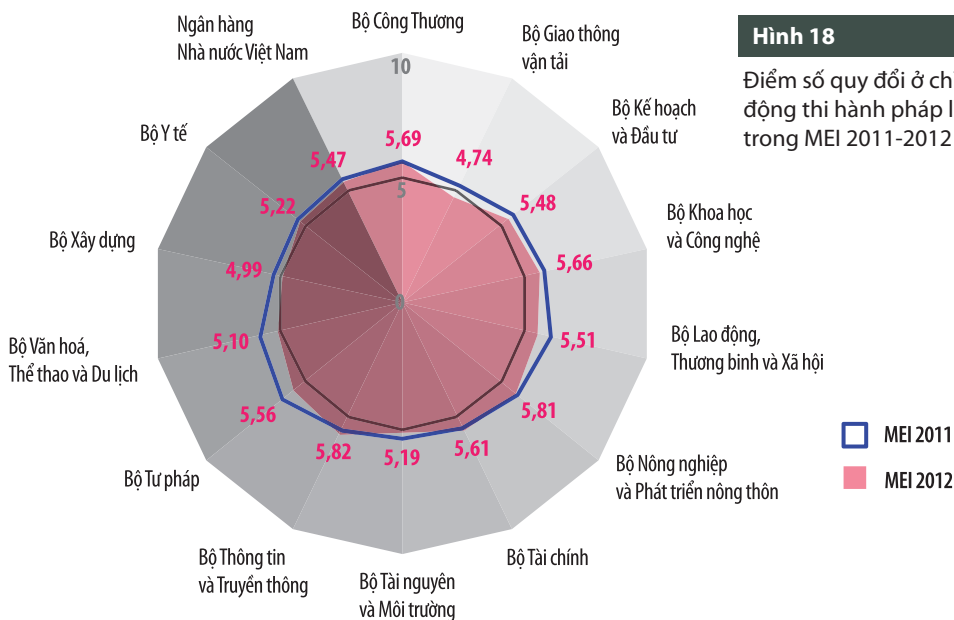 Hình 18
Điểm số quy đổi ở
động thi hành pháp
trong MEI 2011-2012
Bộ Công Thương
Bộ Giao thông
vận tải
Bộ Kế hoạch
và Đầu tư
Bộ Khoa học
và Công nghệ
Bộ Lao động,
Thương binh và Xã hội
Bộ Nông nghiệp
và Phát triển nông thôn
Bộ Tài chính
Bộ Tài nguyên
và Môi trường
Bộ Thông tin
và Truyền thông
Bộ Tư pháp
Bộ Văn hoá,
Thể thao và Du lịch
Bộ Xây dựng
Bộ Y tế
Ngân hàng
Nhà nước Việt Nam
10
5
0
5,69
4,74
5,48
5,66
5,51
5,81
5,61
5,19
5,82
5,56
5,10
4,99
5,22
5,47
MEI 2011
MEI 2012